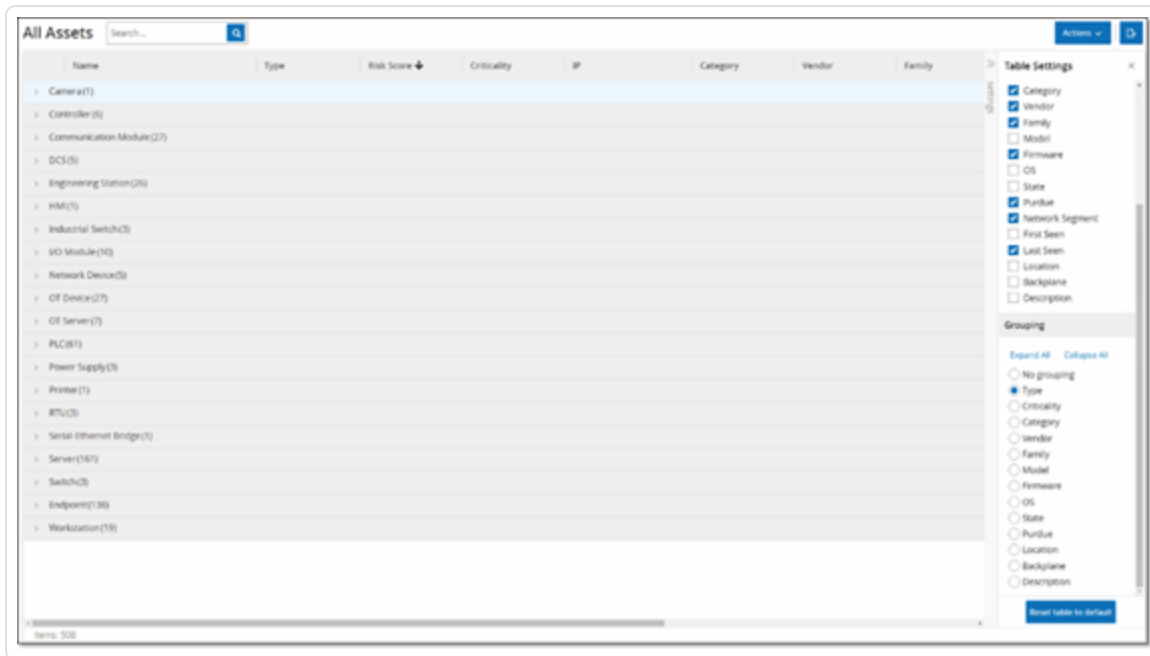 All Assets Search... Actions
Name Type Risk Score Criticality IP Category Vendor Family
Table Settings
settings
Camera(1)
Controller(6)
Communication Module(27)
DCS(5)
Engineering Station(26)
HMI(1)
Industrial Switch(3)
I/O Module(10)
Network Device(5)
OT Device(27)
OT Server(7)
PLC(61)
Power Supply(3)
Printer(1)
RTU(3)
Serial Ethernet Bridge(1)
Server(161)
Switch(3)
Endpoint(136)
Workstation(19)
Items: 508
Category
Vendor
Family
Model
Firmware
OS
State
Purdue
Network Segment
First Seen
Last Seen
Location
Backplane
Description
Grouping
Expand All Collapse All
No grouping
Type
Criticality
Category
Vendor
Family
Model
Firmware
OS
State
Purdue
Location
Backplane
Description
Reset table to default